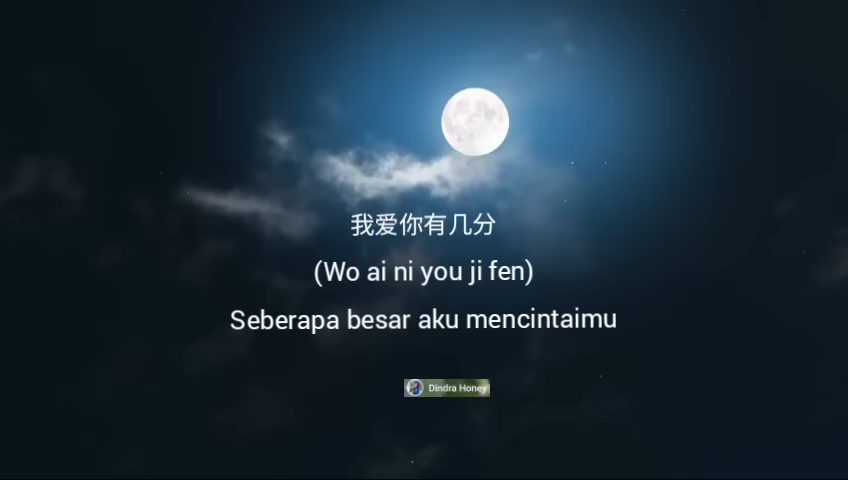 我爱你有几分
(Wo ai ni you ji fen)
Seberapa besar aku mencintaimu
Dindra Honey